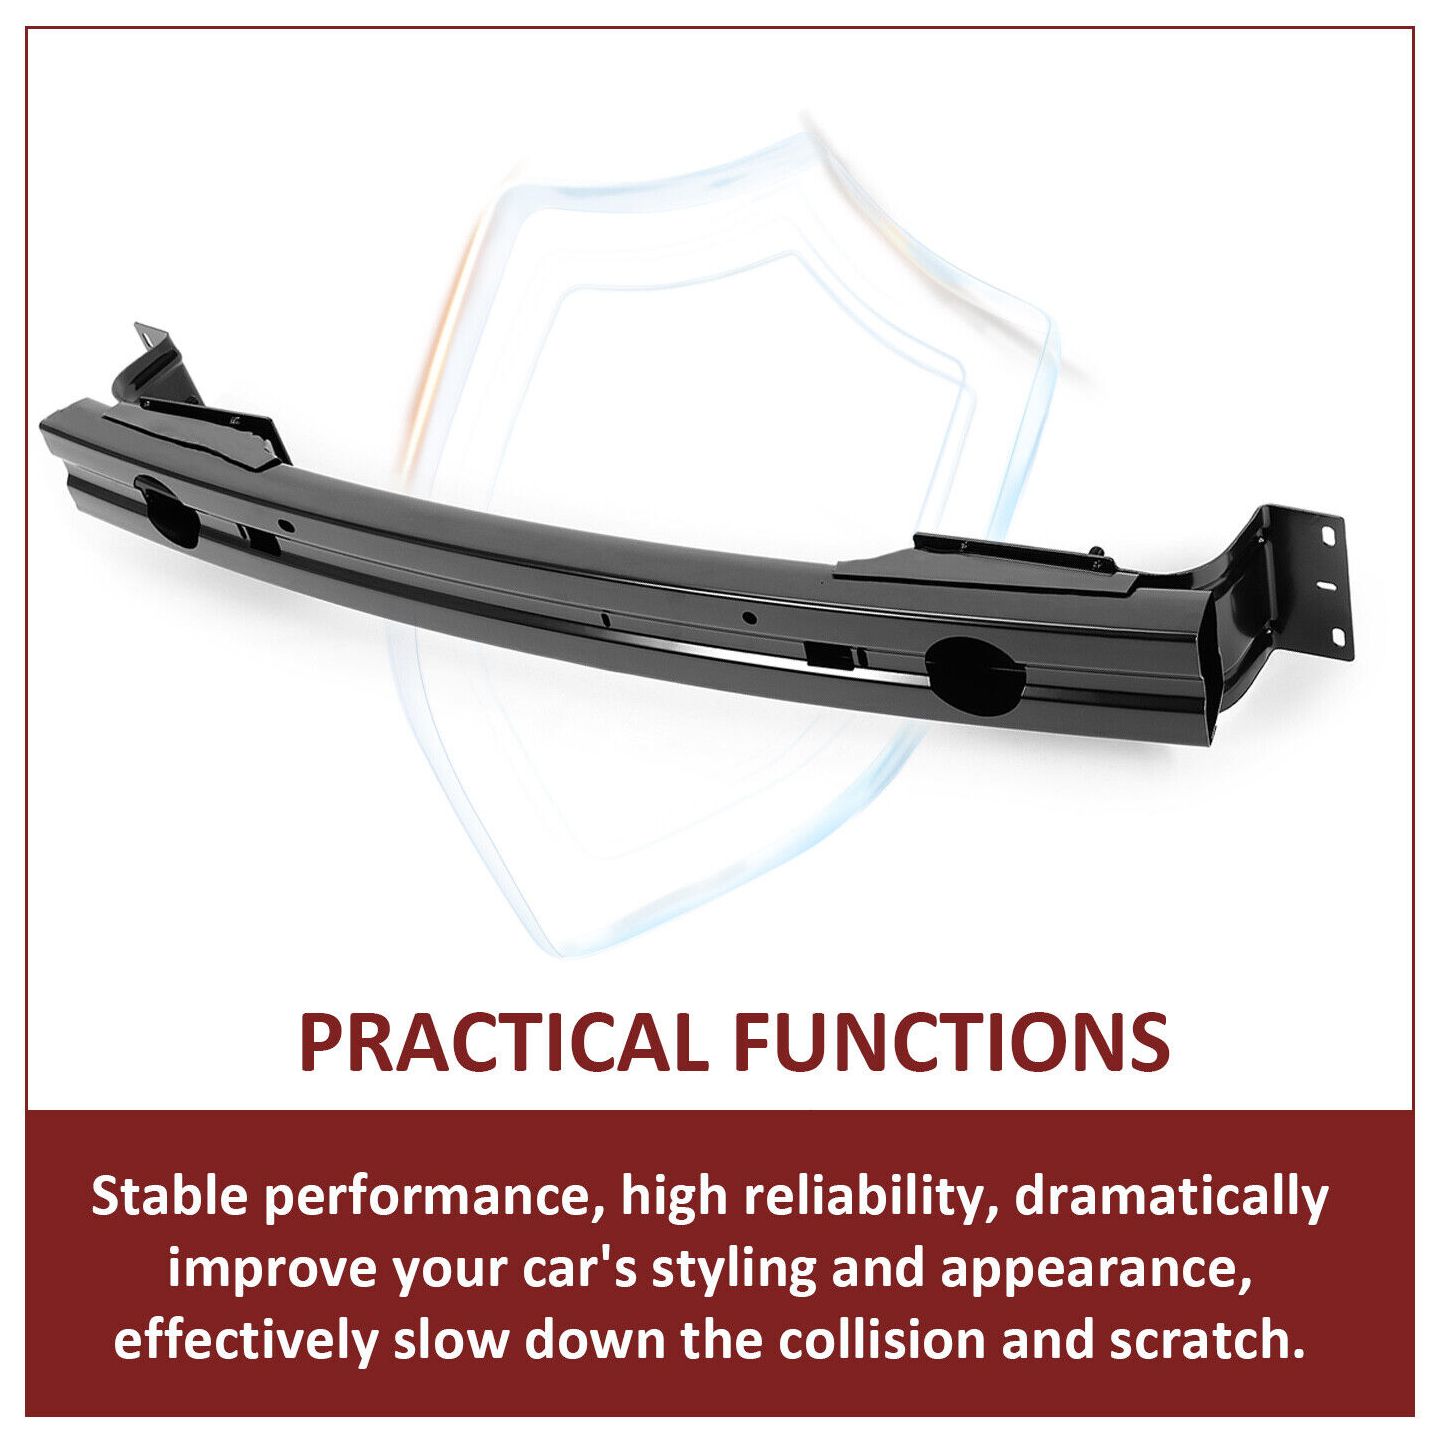 PRACTICAL FUNCTIONS
Stable performance, high reliability, dramatically
improve your car's styling and appearance,
effectively slow down the collision and scratch.